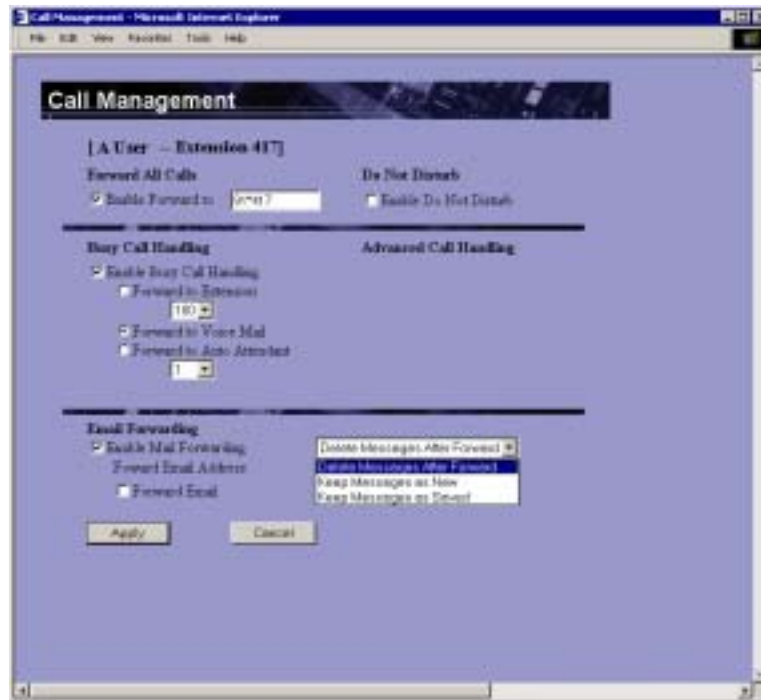 Call Management - Microsoft Internet Explorer
File Edit View Favorites Tools Help
Call Management
[ A User -- Extension 417]
Forward All Calls Do Not Disturb
Enable Forward to Enable Do Not Disturb
Busy Call Handling Advanced Call Handling
Enable Busy Call Handling
Forward to Extension
100
Forward to Voice Mail
Forward to Auto Attendant
1
Email Forwarding
Enable Mail Forwarding Delete Messages After Forward
Foward Email Address Delete Messages After Forward
Keep Messages as New
Forward Email Keep Messages as Saved
Apply Cancel